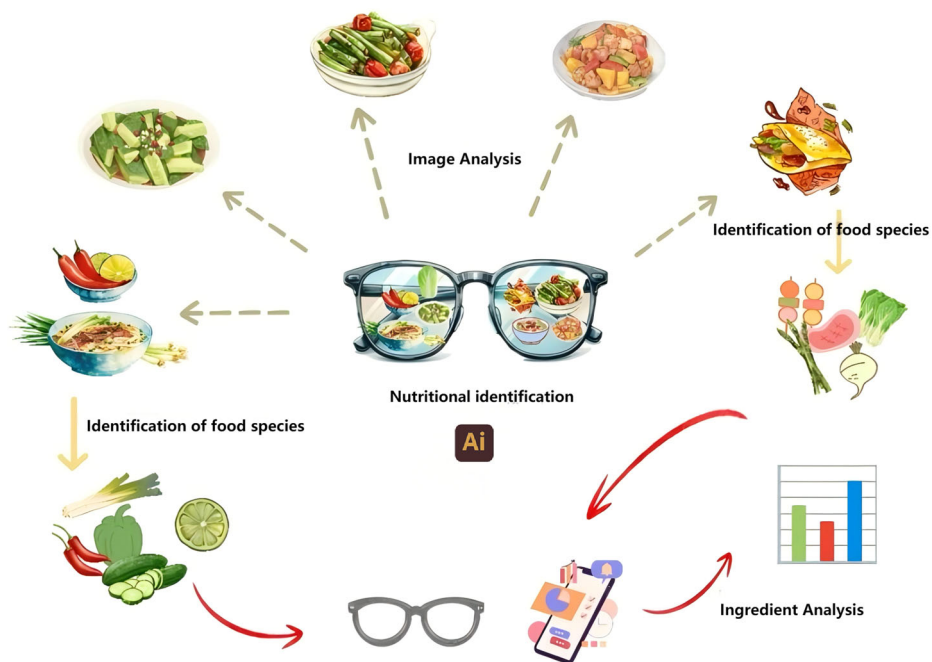 Image Analysis
Identification of food species
Nutritional identification
Identification of food species
Ai
Ingredient Analysis